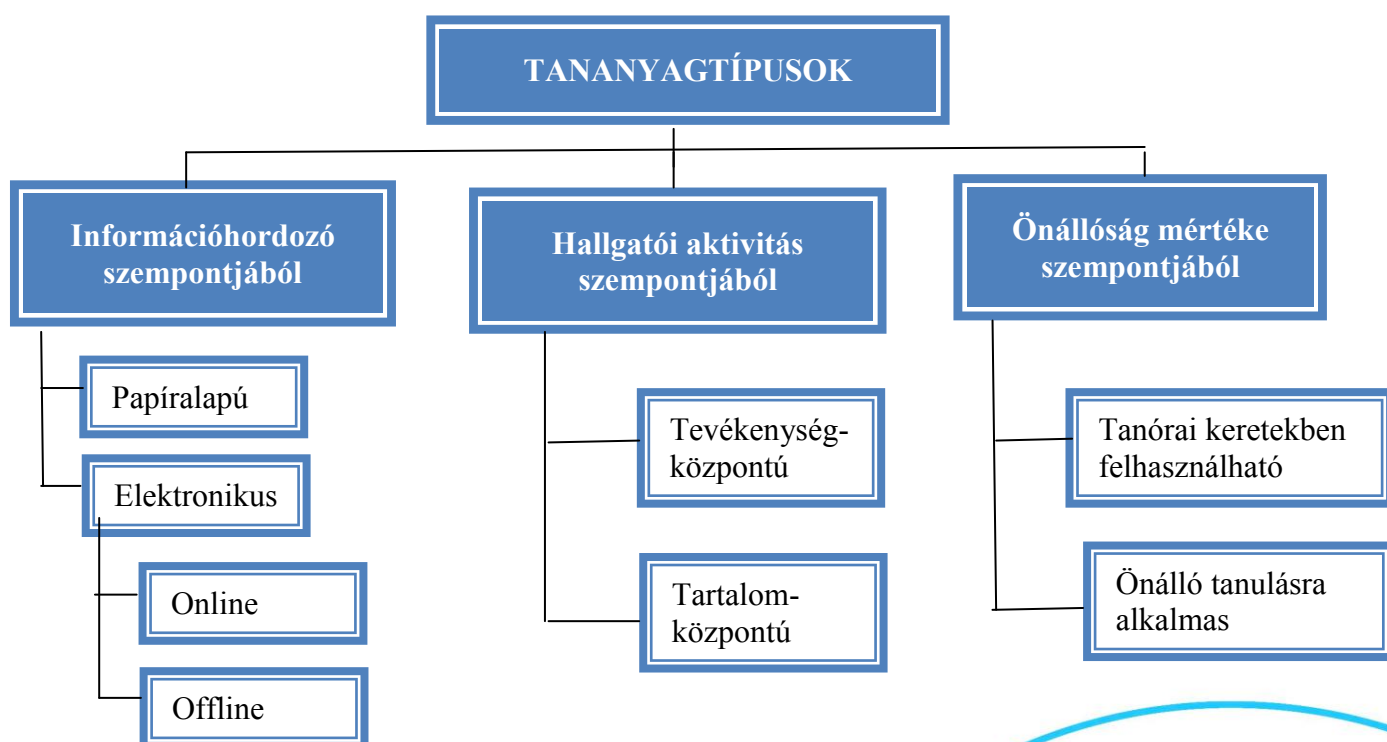 TANANYAGTÍPUSOK
Információhordozó
szempontjából
Papíralapú
Elektronikus
Online
Offline
Hallgatói aktivitás
szempontjából
Tevékenység-
központú
Tartalom-
központú
Önállóság mértéke
szempontjából
Tanórai keretekben
felhasználható
Önálló tanulásra
alkalmas